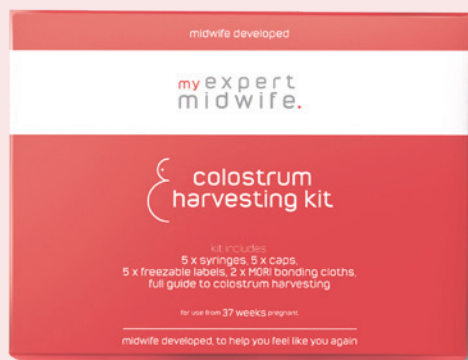 midwife developed
my expert
midwife.
colostrum
harvesting kit
kit includes
5 x syringes, 5 x caps,
5 x freezable labels, 2 x MORI bonding cloths,
full guide to colostrum harvesting
for use from 37 weeks pregnant
midwife developed, to help you feel like you again